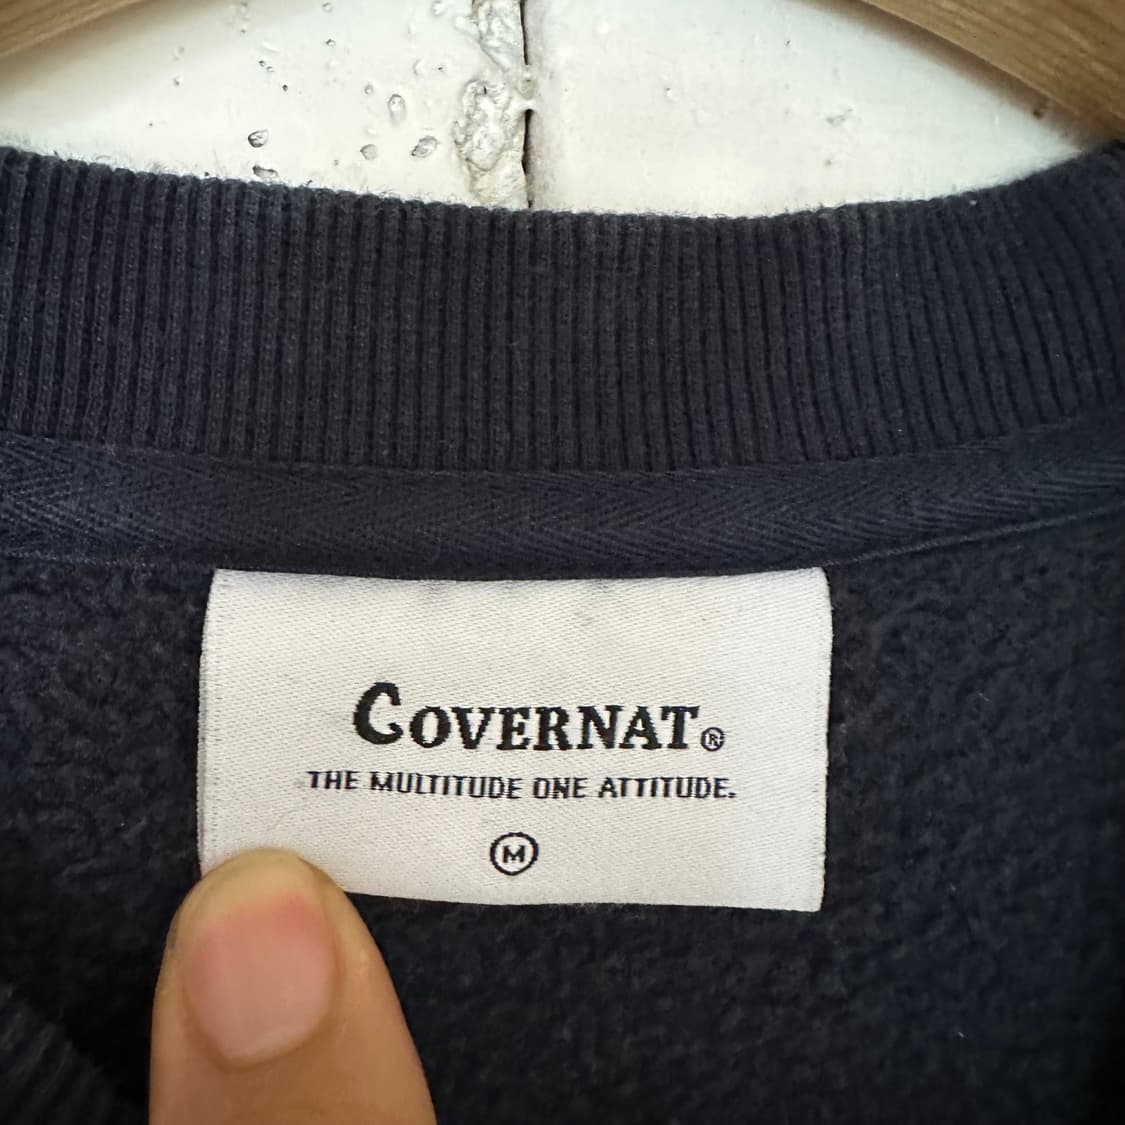 COVERNAT®
THE MULTITUDE ONE ATTITUDE.
M